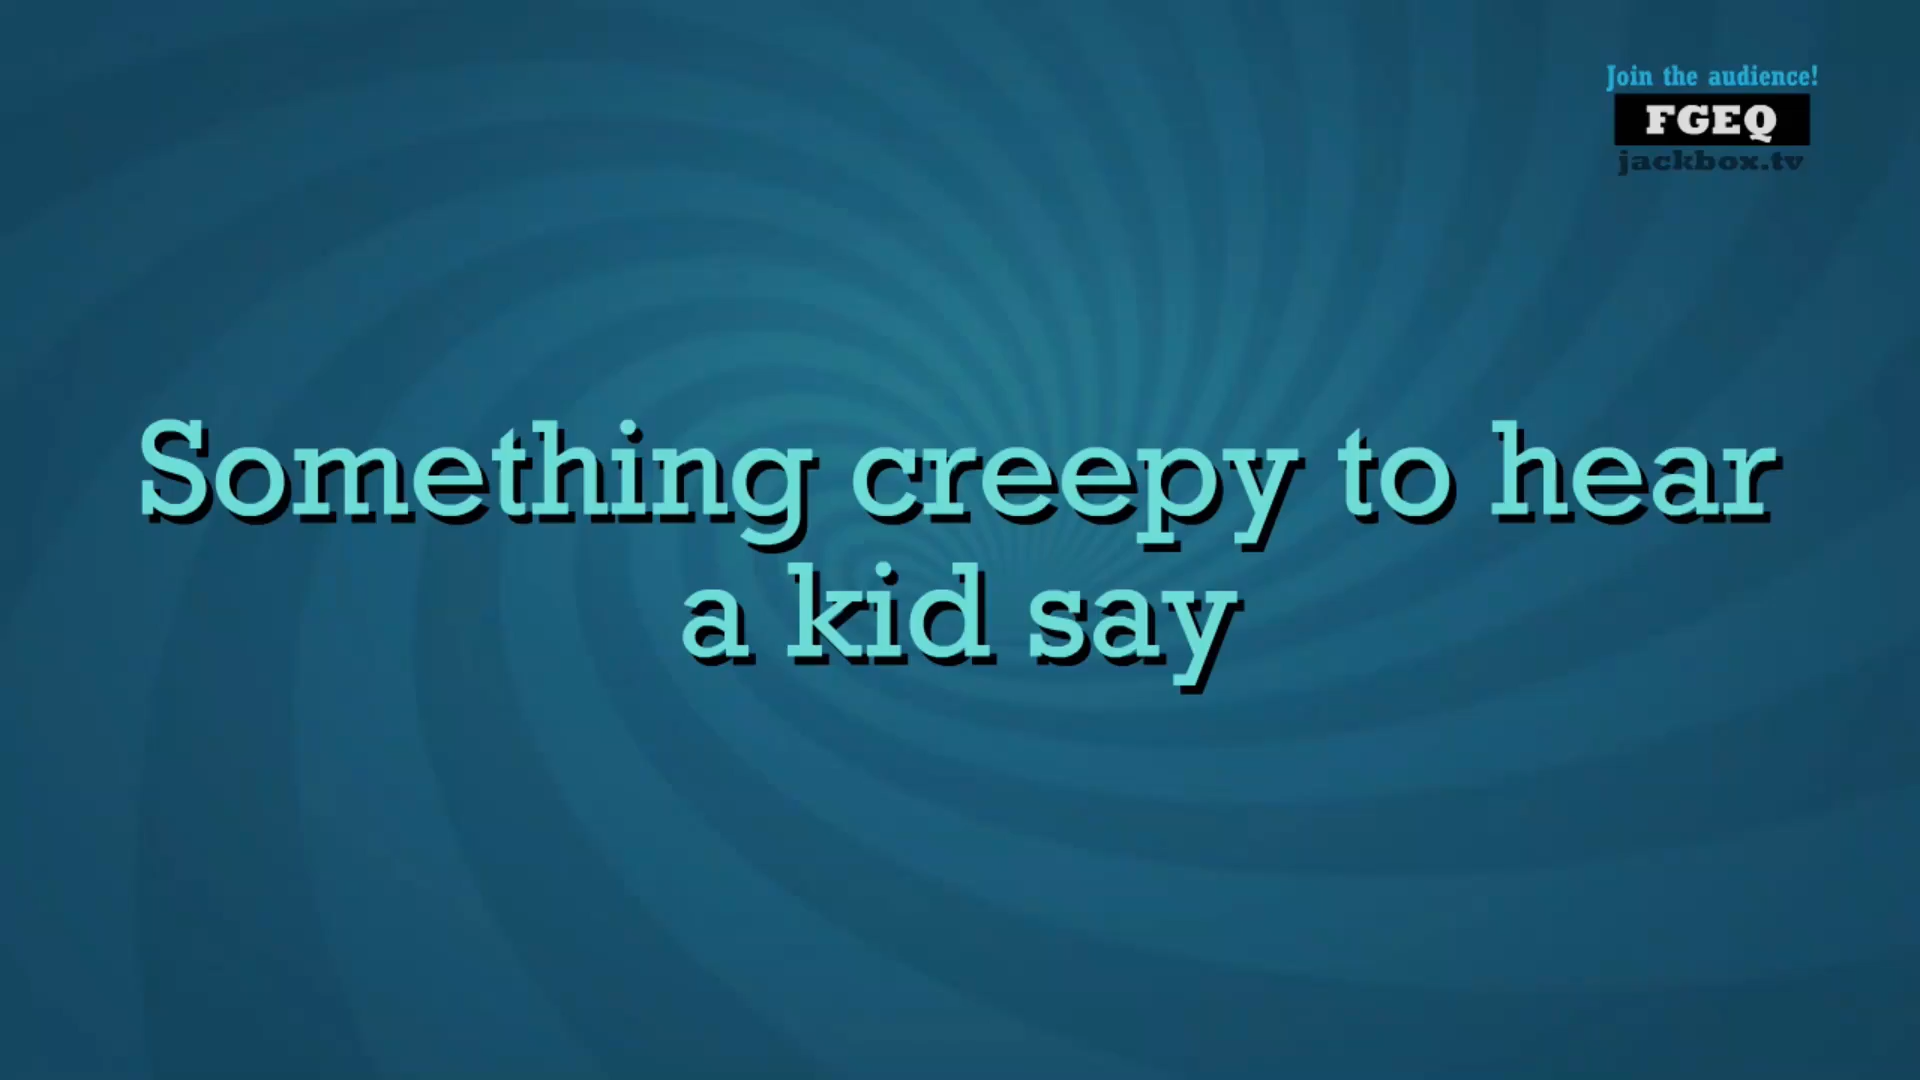 Join the audience!
FGEQ
jackbox.tv
Something creepy to hear
a kid say